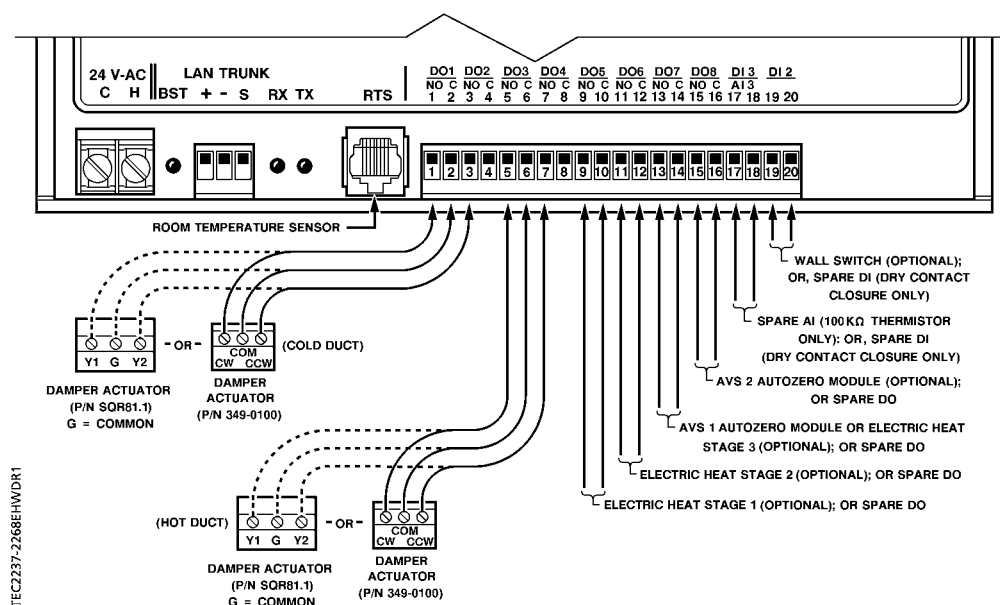 24 V-AC LAN TRUNK DO1 DO2 DO3 DO4 DO5 DO6 DO7 DO8 DI 3 DI 2
NO C NO C NO C NO C NO C NO C NO C NO C AI 3
C H BST + - S RX TX RTS 1 2 3 4 5 6 7 8 9 10 11 12 13 14 15 16 17 18 19 20
1 2 3 4 5 6 7 8 9 10 11 12 13 14 15 16 17 18 19 20
ROOM TEMPERATURE SENSOR
WALL SWITCH (OPTIONAL);
OR, SPARE DI (DRY CONTACT
CLOSURE ONLY)
SPARE AI (100KΩ THERMISTOR
ONLY): OR, SPARE DI
(DRY CONTACT CLOSURE ONLY)
AVS 2 AUTOZERO MODULE (OPTIONAL);
OR SPARE DO
AVS 1 AUTOZERO MODULE OR ELECTRIC HEAT
STAGE 3 (OPTIONAL); OR SPARE DO
ELECTRIC HEAT STAGE 2 (OPTIONAL); OR SPARE DO
ELECTRIC HEAT STAGE 1 (OPTIONAL); OR SPARE DO
Y1 G Y2
- OR -
COM
CW CCW
(COLD DUCT)
DAMPER ACTUATOR
(P/N SQR81.1)
G = COMMON
DAMPER
ACTUATOR
(P/N 349-0100)
(HOT DUCT)
Y1 G Y2
- OR -
COM
CW CCW
DAMPER ACTUATOR
(P/N SQR81.1)
G = COMMON
DAMPER
ACTUATOR
(P/N 349-0100)
TEC2237-2268EHWDR1